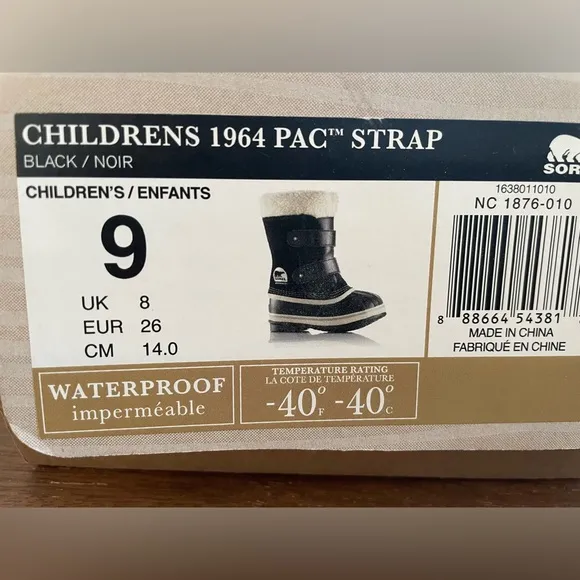 CHILDRENS 1964 PAC™ STRAP
BLACK / NOIR
CHILDREN'S / ENFANTS
9
UK 8
EUR 26
CM 14.0
SOREL
1638011010
NC 1876-010
8 88664 54381
MADE IN CHINA
FABRIQUÉ EN CHINE
WATERPROOF
imperméable
TEMPERATURE RATING
LA COTE DE TEMPÉRATURE
-40°F -40°C